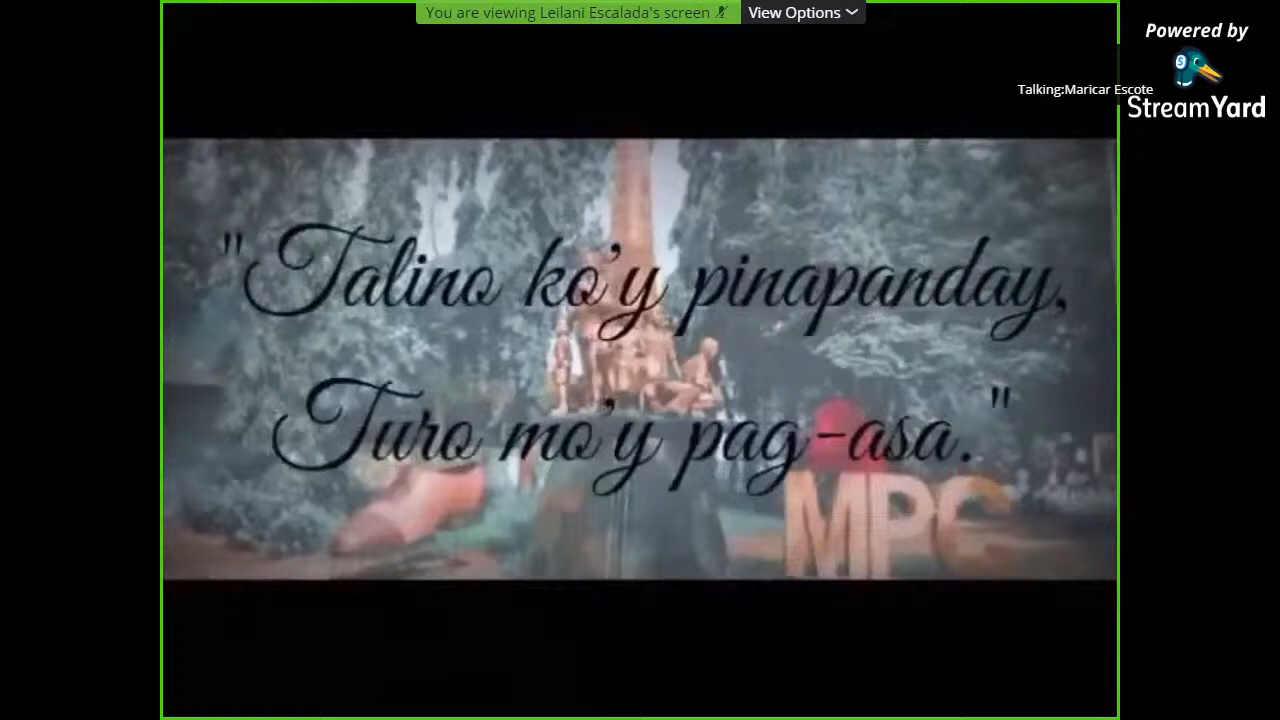 You are viewing Leilani Escalada's screen
View Options
Powered by
Talking:Maricar Escote
StreamYard
"Talino ko'y pinapanday,
Turo mo'y pag-asa."
MPC